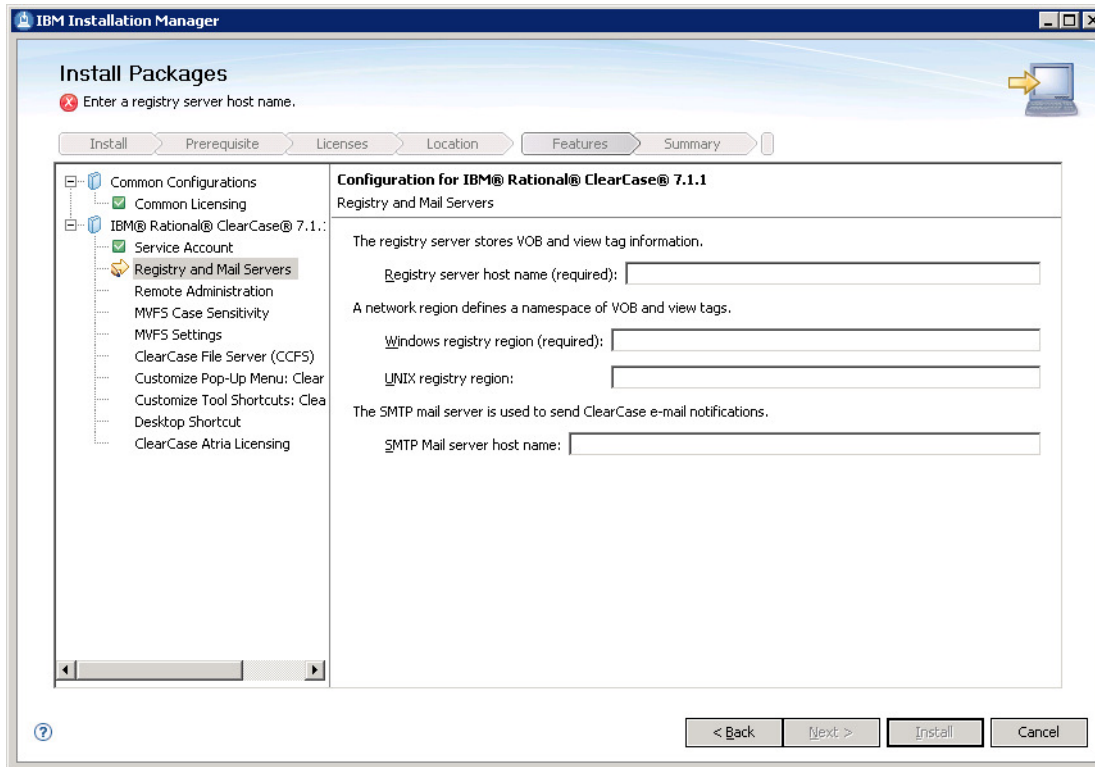 IBM Installation Manager
Install Packages
Enter a registry server host name.
Install
Prerequisite
Licenses
Location
Features
Summary
Common Configurations
Common Licensing
IBM® Rational® ClearCase® 7.1.
Service Account
Registry and Mail Servers
Remote Administration
MVFS Case Sensitivity
MVFS Settings
ClearCase File Server (CCFS)
Customize Pop-Up Menu: Clear
Customize Tool Shortcuts: Clea
Desktop Shortcut
ClearCase Atria Licensing
Configuration for IBM® Rational® ClearCase® 7.1.1
Registry and Mail Servers
The registry server stores VOB and view tag information.
Registry server host name (required):
A network region defines a namespace of VOB and view tags.
Windows registry region (required):
UNIX registry region:
The SMTP mail server is used to send ClearCase e-mail notifications.
SMTP Mail server host name:
?
< Back
Next >
Install
Cancel